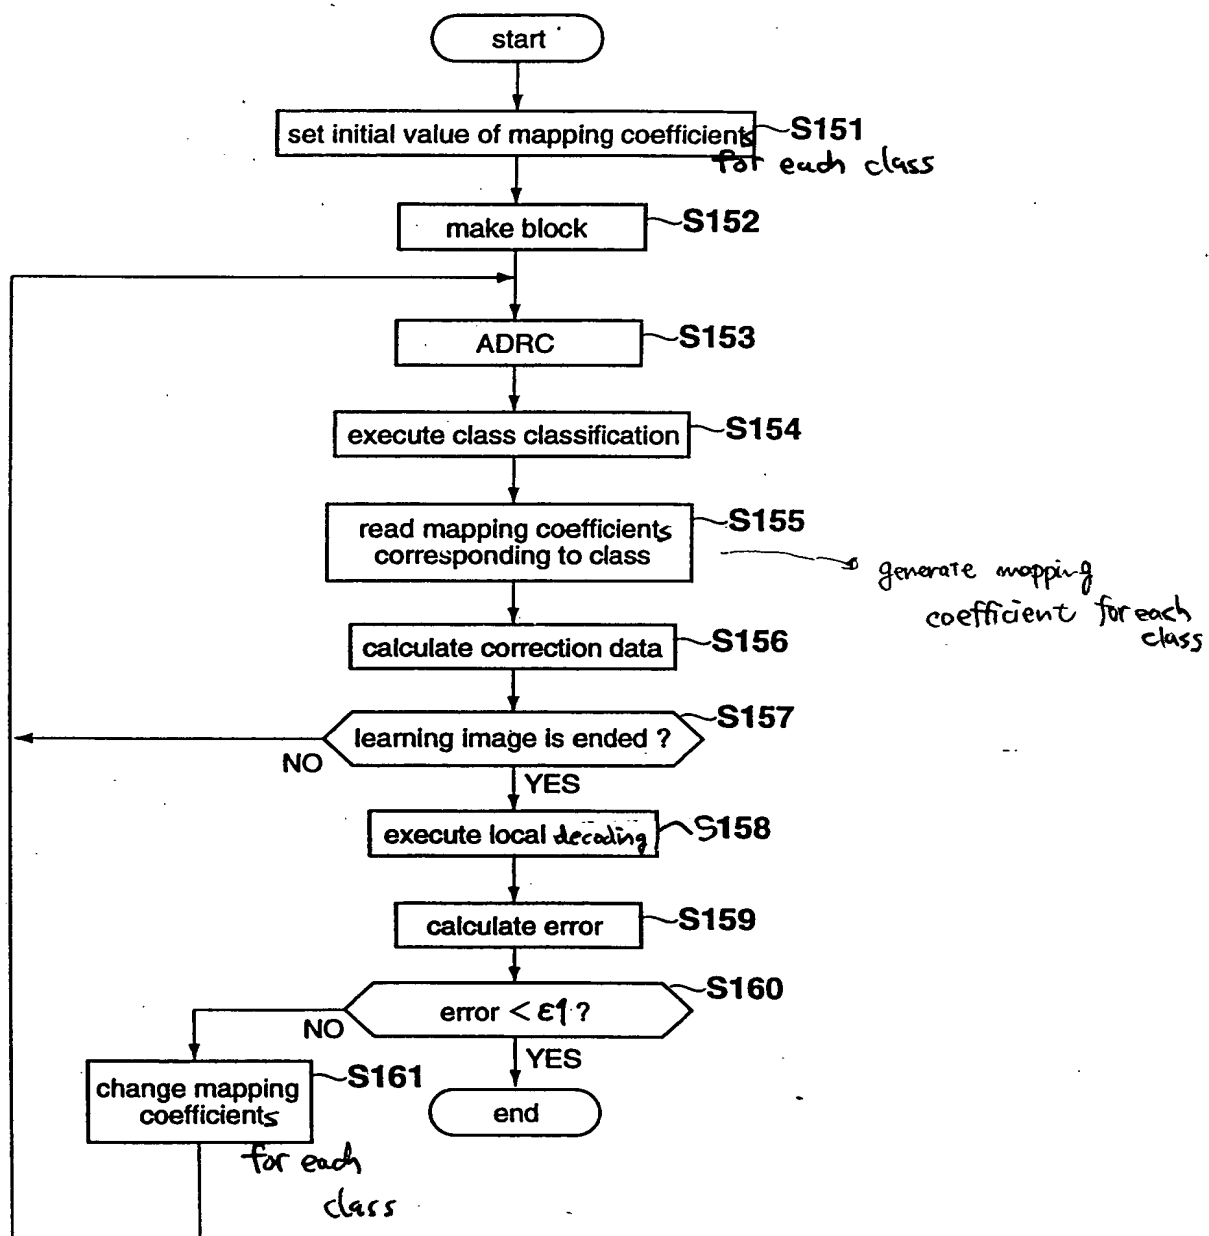 start
set initial value of mapping coefficients
S151
for each class
make block
S152
ADRC
S153
execute class classification
S154
read mapping coefficients
corresponding to class
S155
generate mapping
coefficient for each
class
calculate correction data
S156
learning image is ended ?
S157
NO
YES
execute local decoding
S158
calculate error
S159
error < ε1 ?
S160
NO
YES
change mapping
coefficients
S161
for each
class
end